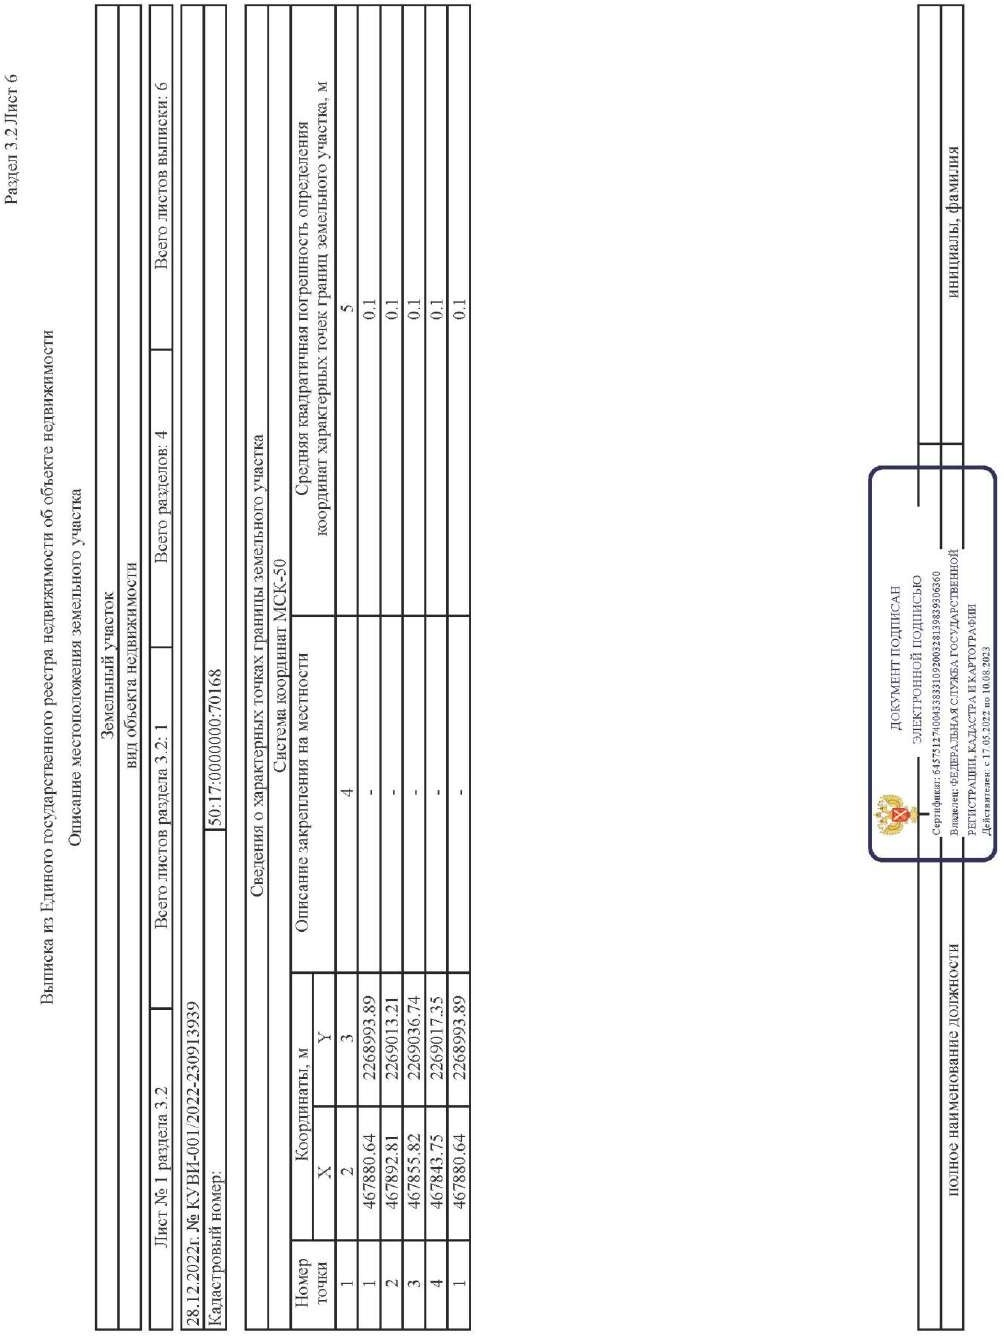 Раздел 3.2 Лист 6
Выписка из Единого государственного реестра недвижимости об объекте недвижимости
Описание местоположения земельного участка
Земельный участок
вид объекта недвижимости
Лист № 1 раздела 3.2 Всего листов раздела 3.2: 1 Всего разделов: 4 Всего листов выписки: 6
28.12.2022г. № КУВИ-001/2022-230913939
Кадастровый номер: 50:17:0000000:70168
Сведения о характерных точках границы земельного участка
Система координат МСК-50
Номер точки Координаты, м Описание закрепления на местности Средняя квадратичная погрешность определения координат характерных точек границ земельного участка, м
X Y
1 2 3 4 5
1 467880.64 2268993.89 - 0.1
2 467892.81 2269013.21 - 0.1
3 467855.82 2269036.74 - 0.1
4 467843.75 2269017.35 - 0.1
1 467880.64 2268993.89 - 0.1
ДОКУМЕНТ ПОДПИСАН
ЭЛЕКТРОННОЙ ПОДПИСЬЮ
Владелец: ФЕДЕРАЛЬНАЯ СЛУЖБА ГОСУДАРСТВЕННОЙ
РЕГИСТРАЦИИ, КАДАСТРА И КАРТОГРАФИИ
Действителен: с 17.05.2022 по 10.08.2023
полное наименование должности
инициалы, фамилия